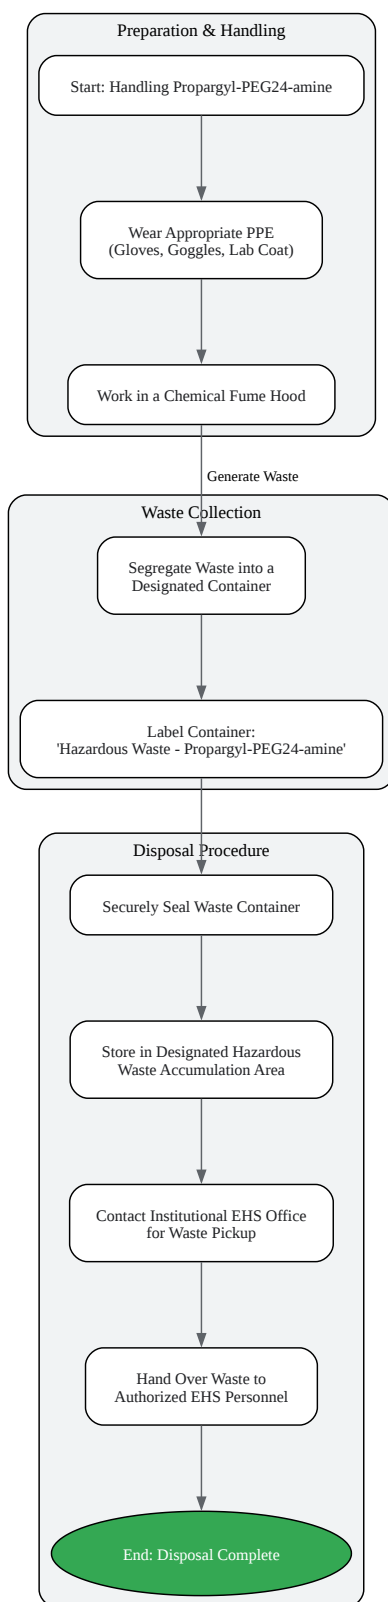 Preparation & Handling
Start: Handling Propargyl-PEG24-amine
Wear Appropriate PPE
(Gloves, Goggles, Lab Coat)
Work in a Chemical Fume Hood
Generate Waste
Waste Collection
Segregate Waste into a
Designated Container
Label Container:
'Hazardous Waste - Propargyl-PEG24-amine'
Disposal Procedure
Securely Seal Waste Container
Store in Designated Hazardous
Waste Accumulation Area
Contact Institutional EHS Office
for Waste Pickup
Hand Over Waste to
Authorized EHS Personnel
End: Disposal Complete